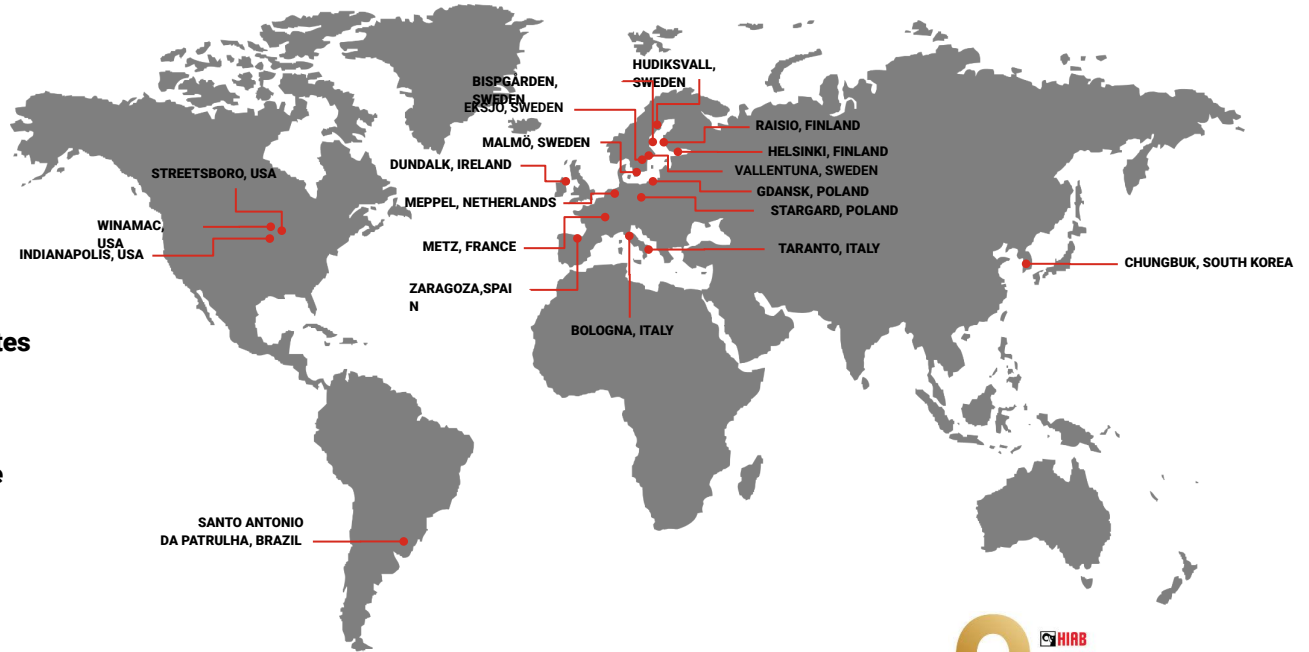 HUDIKSVALL,
SWEDEN
BISPGÅRDEN,
SWEDEN
EKSJÖ, SWEDEN
RAISIO, FINLAND
MALMÖ, SWEDEN
HELSINKI, FINLAND
DUNDALK, IRELAND
VALLENTUNA, SWEDEN
STREETSBORO, USA
GDANSK, POLAND
MEPPEL, NETHERLANDS
STARGARD, POLAND
WINAMAC,
USA
INDIANAPOLIS, USA
METZ, FRANCE
TARANTO, ITALY
CHUNGBUK, SOUTH KOREA
ZARAGOZA,SPAI
N
BOLOGNA, ITALY
SANTO ANTONIO
DA PATRULHA, BRAZIL
HIAB